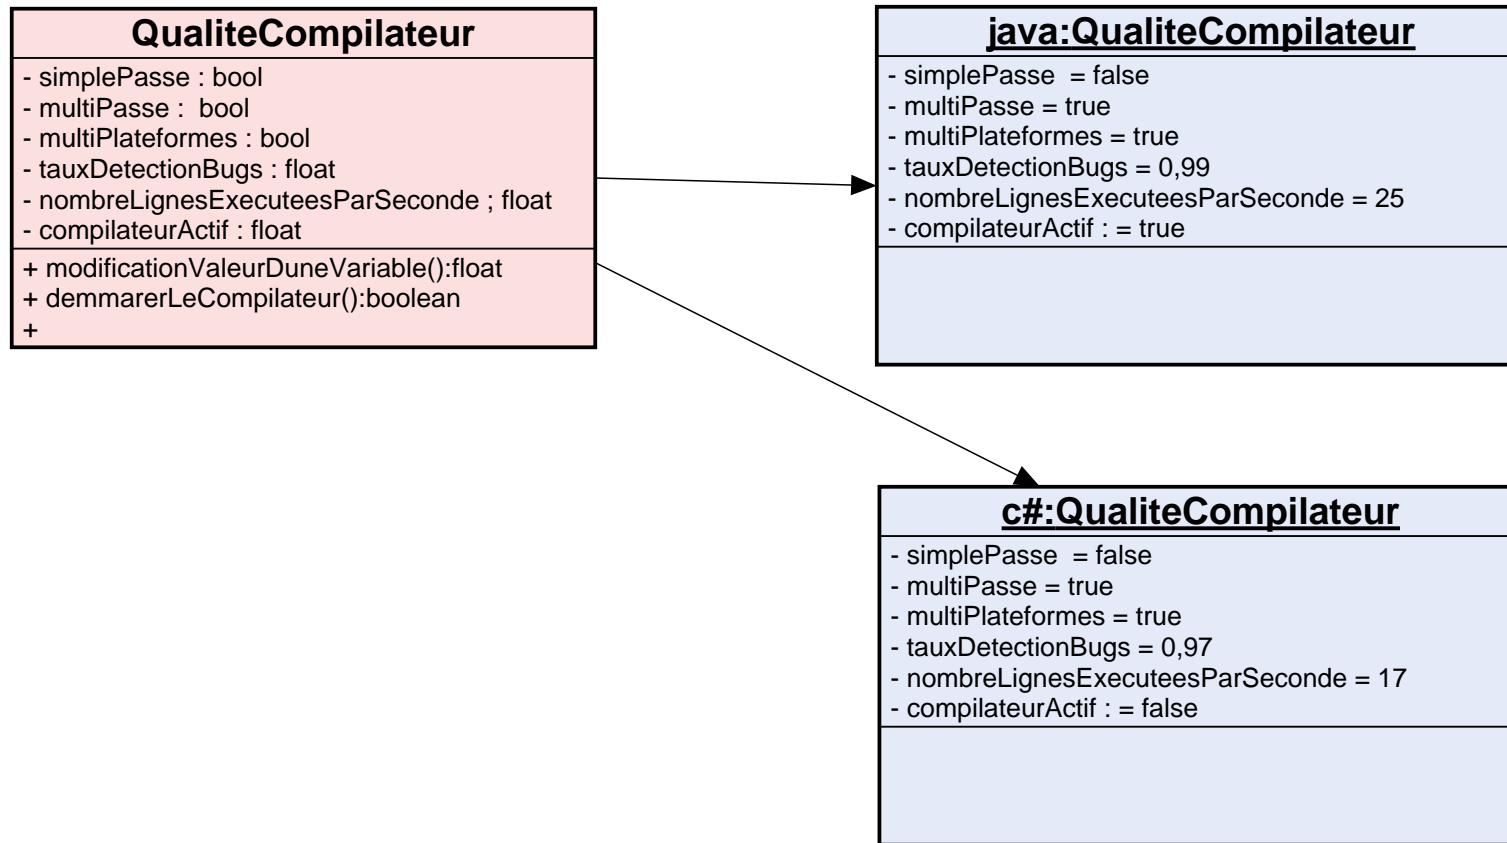 QualiteCompilateur
- simplePasse : bool
- multiPasse :  bool
- multiPlateformes : bool
- tauxDetectionBugs : float
- nombreLignesExecuteesParSeconde ; float
- compilateurActif : float
+ modificationValeurDuneVariable():float
+ demmarerLeCompilateur():boolean
+
java:QualiteCompilateur
- simplePasse  = false
- multiPasse = true
- multiPlateformes = true
- tauxDetectionBugs = 0,99
- nombreLignesExecuteesParSeconde = 25
- compilateurActif : = true
c#:QualiteCompilateur
- simplePasse  = false
- multiPasse = true
- multiPlateformes = true
- tauxDetectionBugs = 0,97
- nombreLignesExecuteesParSeconde = 17
- compilateurActif : = false